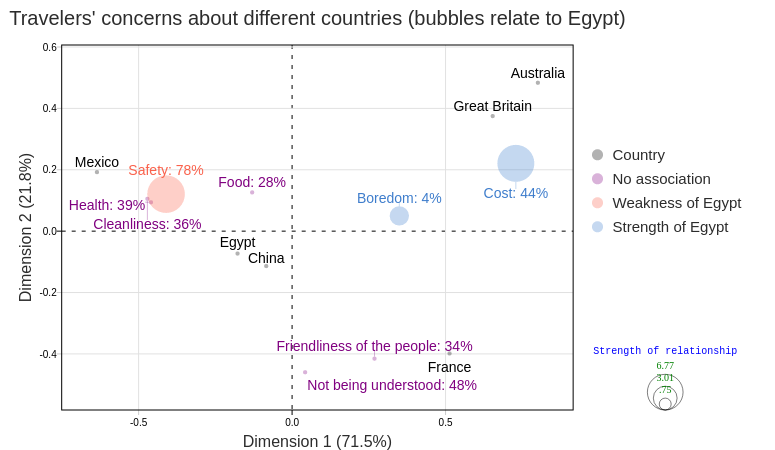 Travelers' concerns about different countries (bubbles relate to Egypt)
0.6
Australia
Great Britain
0.4
Country
Mexico
Safety: 78%
0.2
Food: 28%
No association
Boredom: 4%
Cost: 44%
Health: 39%
Weakness of Egypt
Cleanliness: 36%
Strength of Egypt
0.0
Egypt
China
-0.2
Dimension 2 (21.8%)
Friendliness of the people: 34%
-0.4
France
Not being understood: 48%
Strength of relationship
6.77
3.01
.75
-0.5
0.0
0.5
Dimension 1 (71.5%)